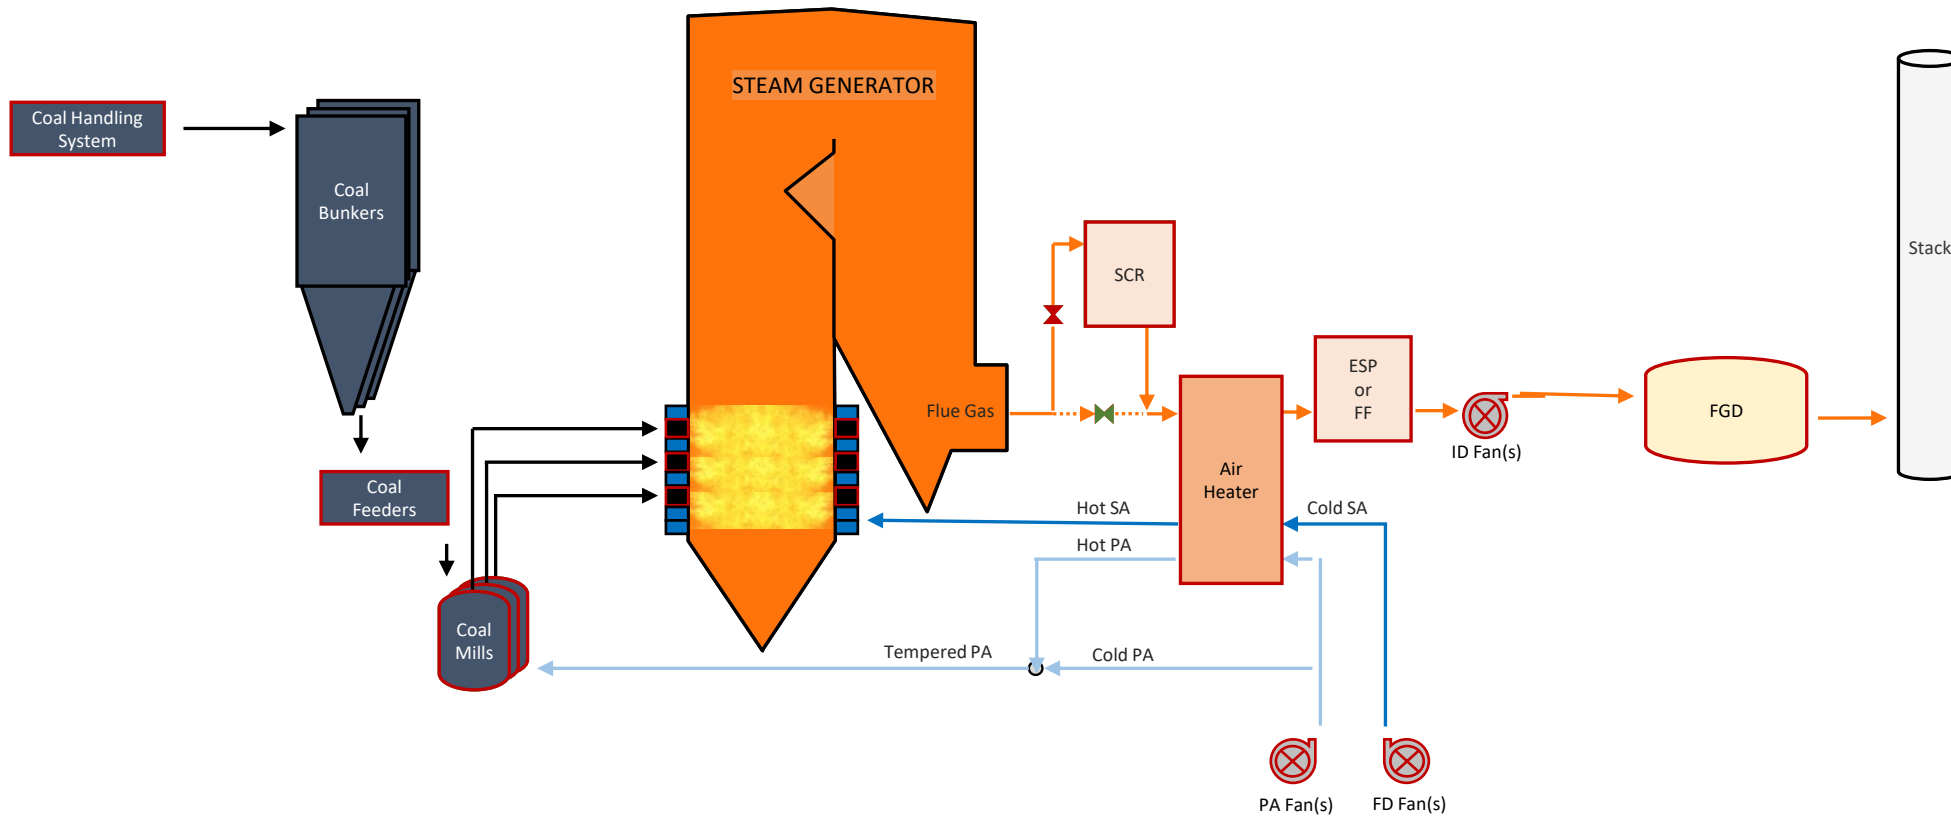 STEAM GENERATOR
Coal Handling
System
Coal
Bunkers
Stack
SCR
ESP
or
FF
Flue Gas
FGD
ID Fan(s)
Air
Heater
Coal
Feeders
Hot SA
Cold SA
Hot PA
Coal
Mills
Tempered PA
Cold PA
PA Fan(s)
FD Fan(s)